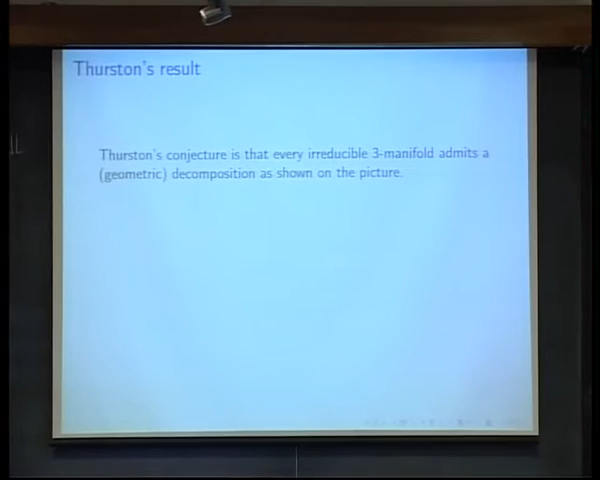 Thurston's result
Thurston's conjecture is that every irreducible 3-manifold admits a
(geometric) decomposition as shown on the picture.